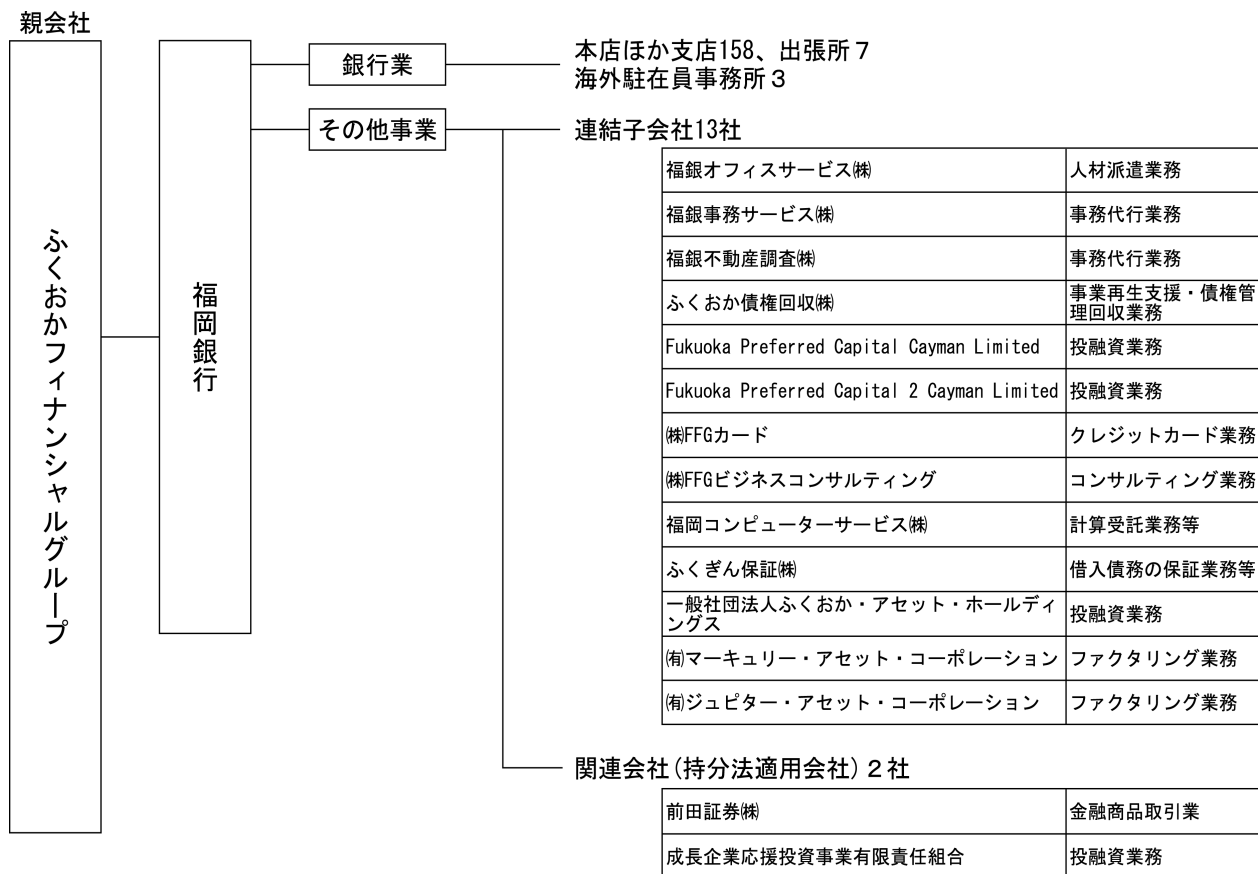 親会社
ふくおかフィナンシャルグループ
福岡銀行
銀行業
本店ほか支店158、出張所７
海外駐在員事務所３
その他事業
連結子会社13社
福銀オフィスサービス㈱ 人材派遣業務
福銀事務サービス㈱ 事務代行業務
福銀不動産調査㈱ 事務代行業務
ふくおか債権回収㈱ 事業再生支援・債権管
理回収業務
Fukuoka Preferred Capital Cayman Limited 投融資業務
Fukuoka Preferred Capital 2 Cayman Limited 投融資業務
㈱FFGカード クレジットカード業務
㈱FFGビジネスコンサルティング コンサルティング業務
福岡コンピューターサービス㈱ 計算受託業務等
ふくぎん保証㈱ 借入債務の保証業務等
一般社団法人ふくおか・アセット・ホールディ
ングス 投融資業務
㈲マーキュリー・アセット・コーポレーション ファクタリング業務
㈲ジュピター・アセット・コーポレーション ファクタリング業務
関連会社(持分法適用会社)２社
前田証券㈱ 金融商品取引業
成長企業応援投資事業有限責任組合 投融資業務